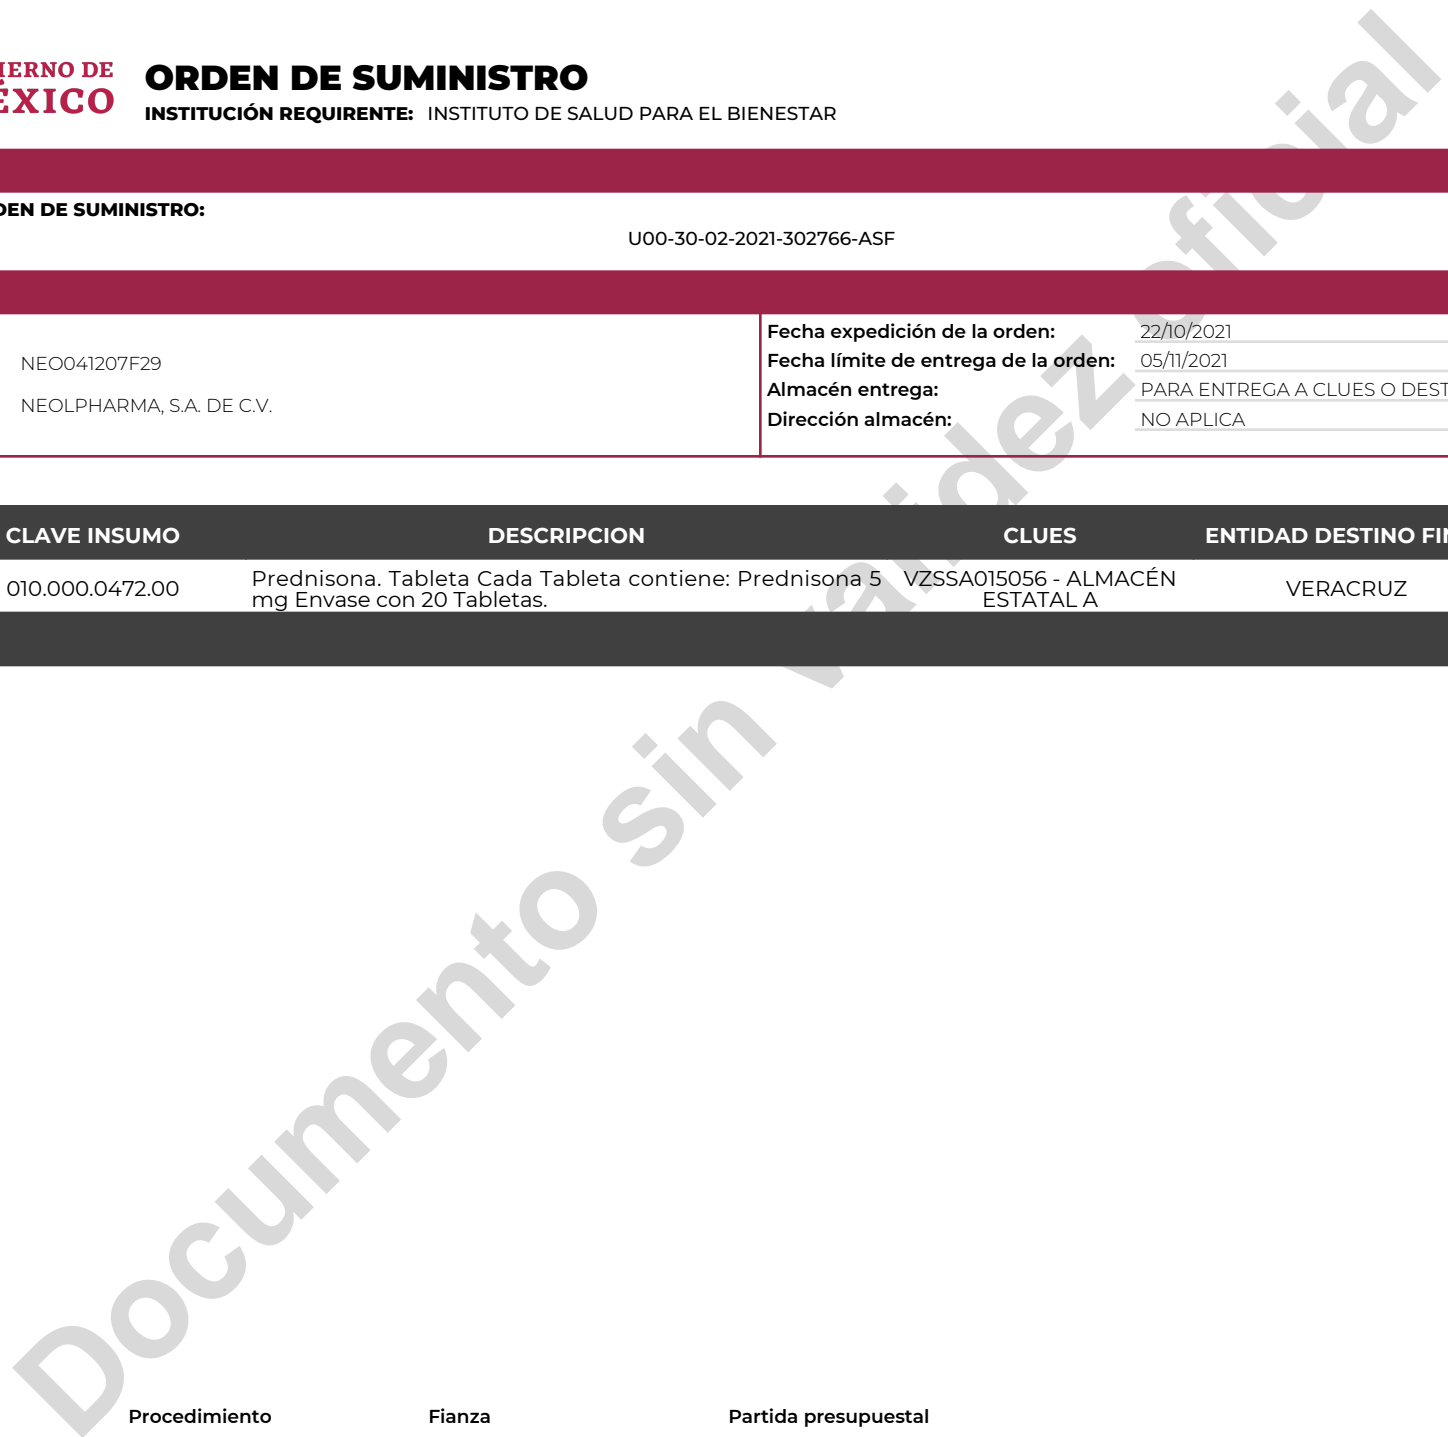 IERNO DE
ÉXICO
ORDEN DE SUMINISTRO
INSTITUCIÓN REQUIRENTE: INSTITUTO DE SALUD PARA EL BIENESTAR
DEN DE SUMINISTRO:
U00-30-02-2021-302766-ASF
NEO041207F29
NEOLPHARMA, S.A. DE C.V.
Fecha expedición de la orden: 22/10/2021
Fecha límite de entrega de la orden: 05/11/2021
Almacén entrega: PARA ENTREGA A CLUES O DEST
Dirección almacén: NO APLICA
CLAVE INSUMO DESCRIPCION CLUES ENTIDAD DESTINO FIN
010.000.0472.00 Prednisona. Tableta Cada Tableta contiene: Prednisona 5 VZSSA015056 - ALMACÉN VERACRUZ
mg Envase con 20 Tabletas. ESTATAL A
Documento sin validez oficial
Procedimiento Fianza Partida presupuestal